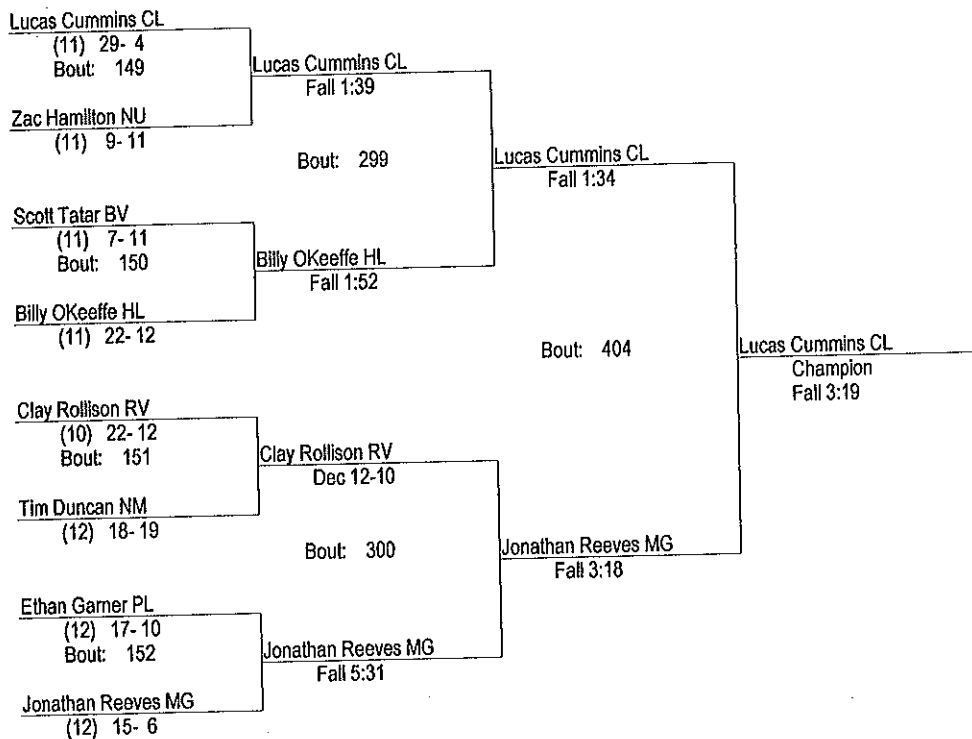 Lucas Cummins CL
(11) 29- 4
Bout: 149
Zac Hamilton NU
(11) 9- 11
Lucas Cummins CL
Fall 1:39
Bout: 299
Scott Tatar BV
(11) 7- 11
Bout: 150
Billy OKeeffe HL
(11) 22- 12
Billy OKeeffe HL
Fall 1:52
Lucas Cummins CL
Fall 1:34
Bout: 404
Clay Rollison RV
(10) 22- 12
Bout: 151
Tim Duncan NM
(12) 18- 19
Clay Rollison RV
Dec 12-10
Bout: 300
Ethan Garner PL
(12) 17- 10
Bout: 152
Jonathan Reeves MG
(12) 15- 6
Jonathan Reeves MG
Fall 5:31
Jonathan Reeves MG
Fall 3:18
Lucas Cummins CL
Champion
Fall 3:19